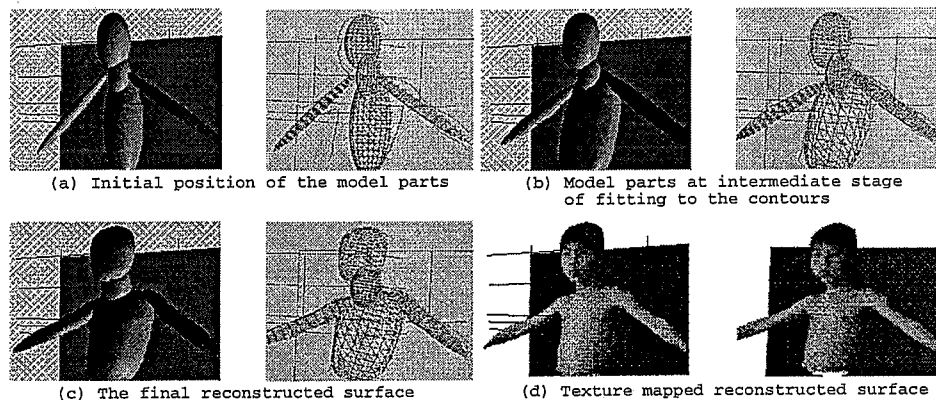 (a) Initial position of the model parts
(b) Model parts at intermediate stage
of fitting to the contours
(c) The final reconstructed surface
(d) Texture mapped reconstructed surface